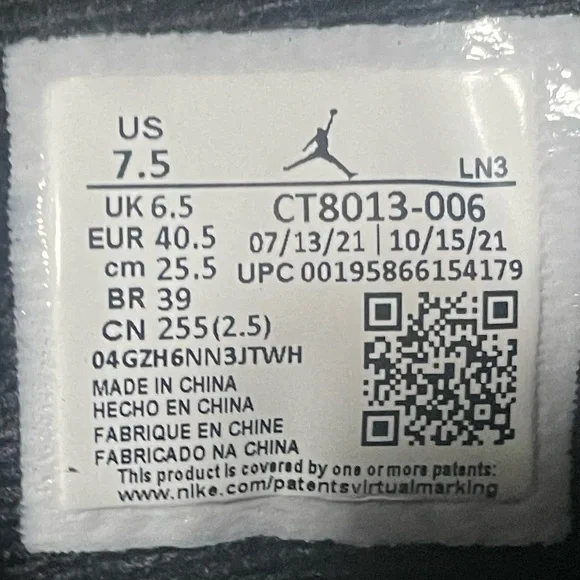 US
7.5
LN3
UK 6.5
CT8013-006
EUR 40.5
07/13/21 | 10/15/21
cm 25.5
UPC 00195866154179
BR 39
CN 255(2.5)
04GZH6NN3JTWH
MADE IN CHINA
HECHO EN CHINA
FABRIQUE EN CHINE
FABRICADO NA CHINA
This product is covered by one or more patents:
www.nike.com/patentsvirtualmarking